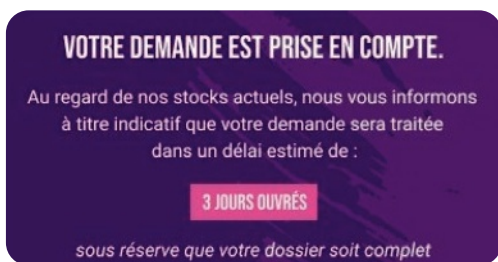 VOTRE DEMANDE EST PRISE EN COMPTE.
Au regard de nos stocks actuels, nous vous informons
à titre indicatif que votre demande sera traitée
dans un délai estimé de :
3 JOURS OUVRÉS
sous réserve que votre dossier soit complet